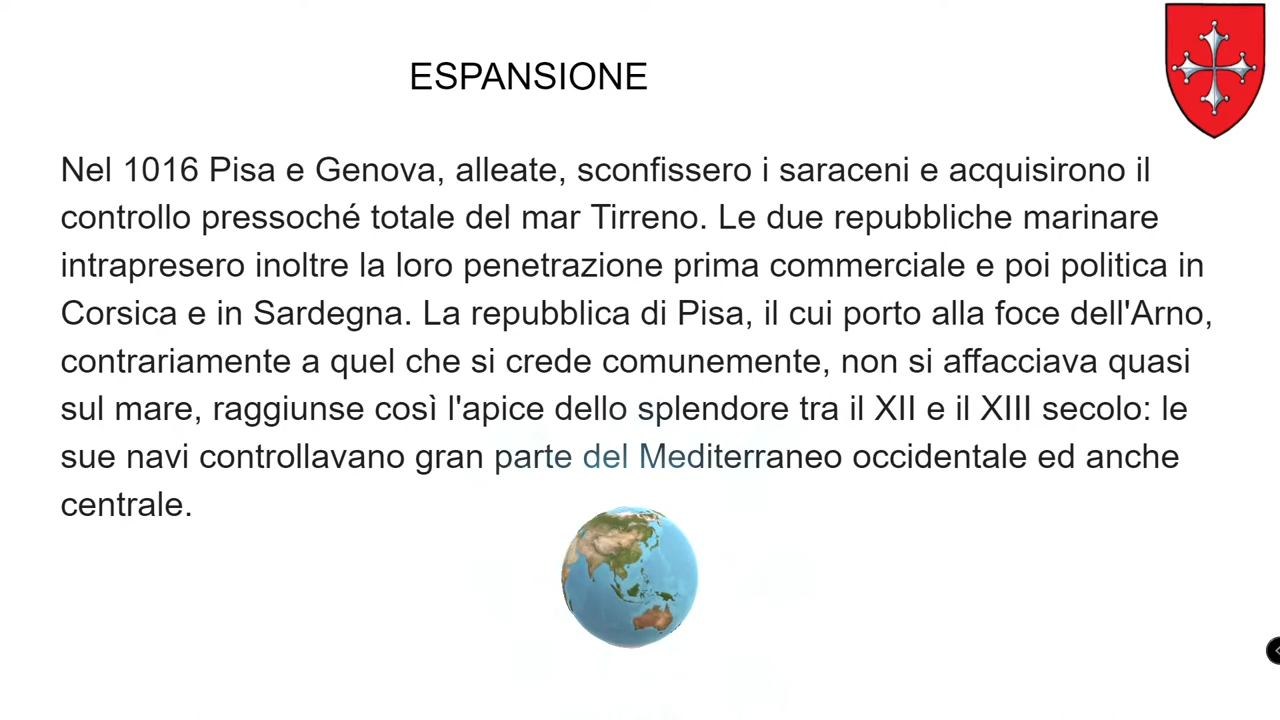 ESPANSIONE
Nel 1016 Pisa e Genova, alleate, sconfissero i saraceni e acquisirono il
controllo pressoché totale del mar Tirreno. Le due repubbliche marinare
intrapresero inoltre la loro penetrazione prima commerciale e poi politica in
Corsica e in Sardegna. La repubblica di Pisa, il cui porto alla foce dell'Arno,
contrariamente a quel che si crede comunemente, non si affacciava quasi
sul mare, raggiunse così l'apice dello splendore tra il XII e il XIII secolo: le
sue navi controllavano gran parte del Mediterraneo occidentale ed anche
centrale.